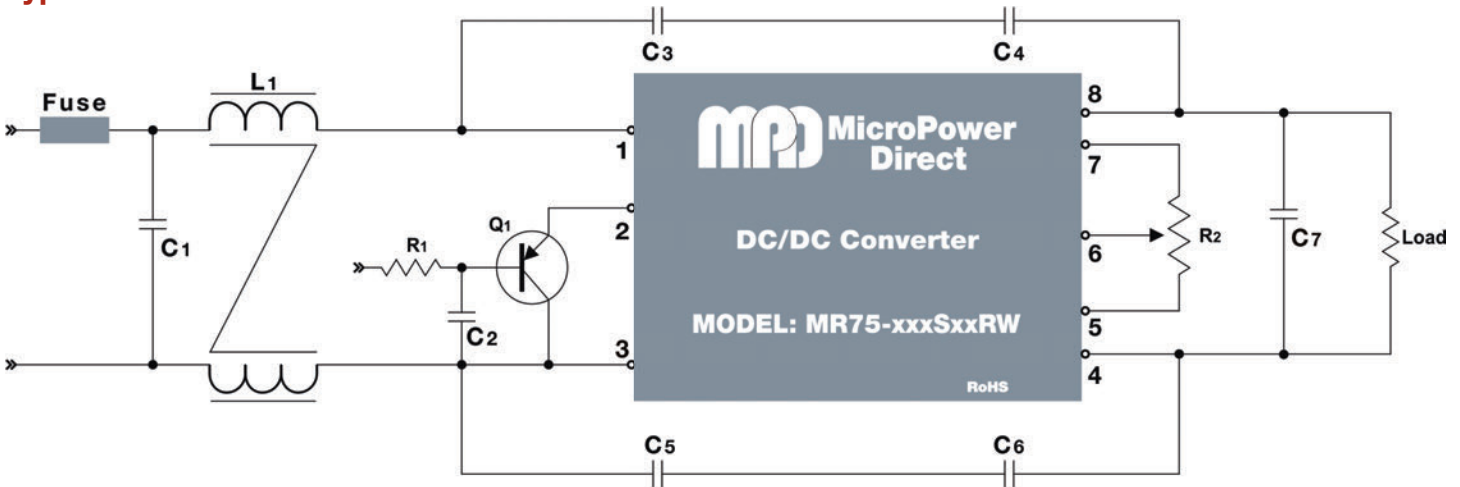 Fuse
L1
C3
C4
C1
R1
C2
Q1
1
2
3
MPD MicroPower
Direct
DC/DC Converter
MODEL: MR75-xxxSxxRW
RoHS
8
7
6
5
4
R2
C7
Load
C5
C6